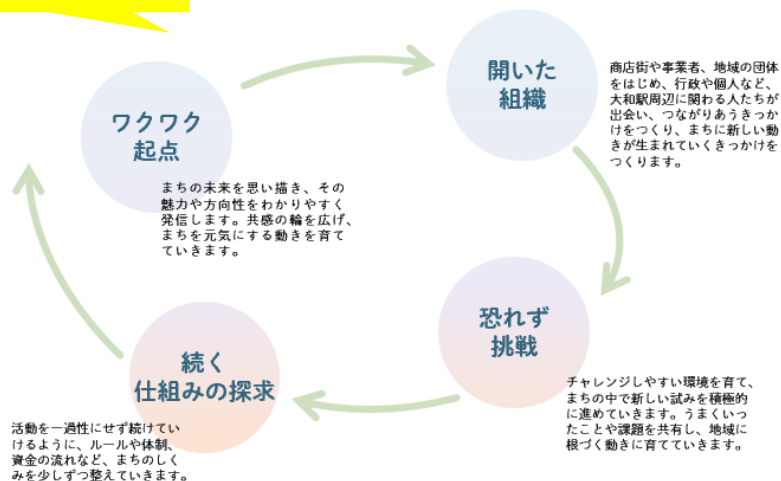 ワクワク
起点
まちの未来を思い描き、その
魅力や方向性をわかりやすく
発信します。共感の輪を広げ、
まちを元気にする動きを育て
ていきます。
開いた
組織
商店街や事業者、地域の団体
をはじめ、行政や個人など、
大和駅周辺に関わる人たちが
出会い、つながりあうきっか
けをつくり、まちに新しい動
きが生まれていくきっかけを
つくります。
恐れず
挑戦
チャレンジしやすい環境を育て、
まちの中で新しい試みを積極的
に進めていきます。うまくいっ
たことや課題を共有し、地域に
根づく動きに育てていきます。
続く
仕組みの探求
活動を一過性にせず続けてい
けるように、ルールや体制、
資金の流れなど、まちのしく
みを少しずつ整えていきます。